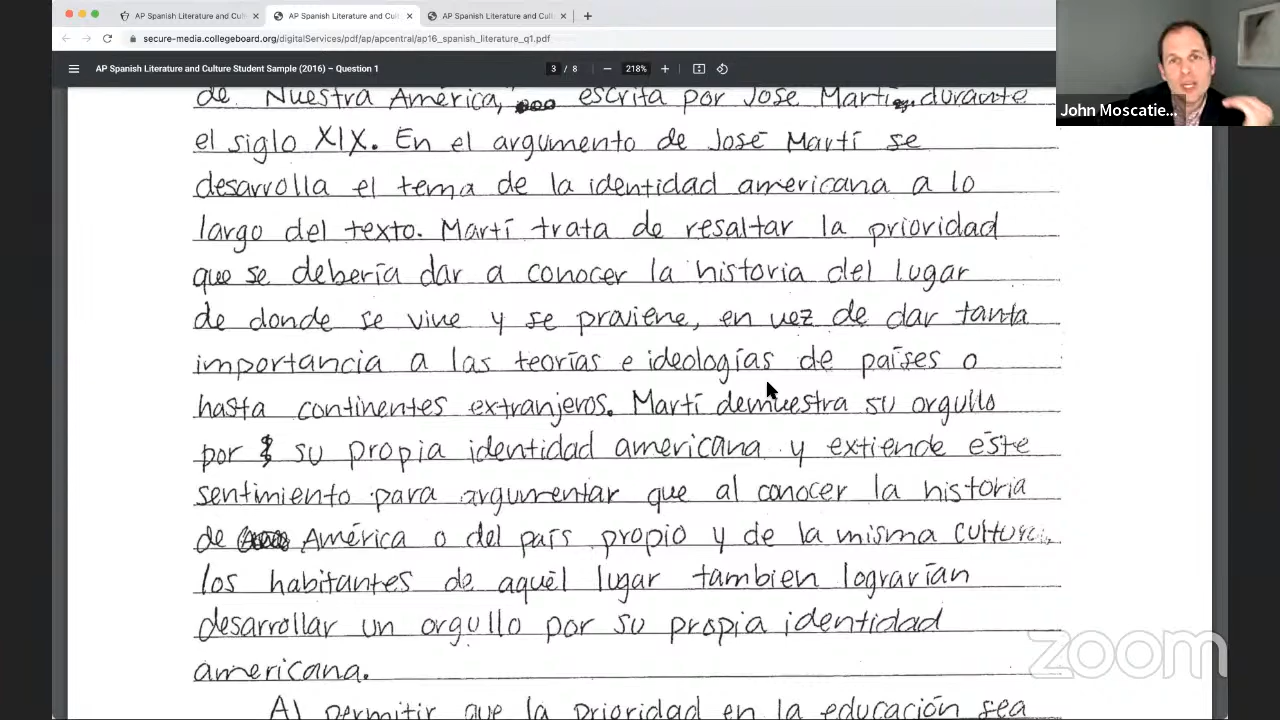 AP Spanish Literature and Cult
AP Spanish Literature and Cult
AP Spanish Literature and Cult
secure-media.collegeboard.org/digitalServices/pdf/ap/apcentral/ap16_spanish_literature_q1.pdf
AP Spanish Literature and Culture Student Sample (2016) – Question 1
3 / 8
218%
John Moscatie...
de Nuestra América, escrita por José Martí durante
el siglo XIX. En el argumento de José Martí se
desarrolla el tema de la identidad americana a lo
largo del texto. Martí trata de resaltar la prioridad
que se debería dar a conocer la historia del lugar
de donde se vive y se proviene, en vez de dar tanta
importancia a las teorías e ideologías de países o
hasta continentes extranjeros. Martí demuestra su orgullo
por su propia identidad americana y extiende este
sentimiento para argumentar que al conocer la historia
de América o del país propio y de la misma cultura,
los habitantes de aquél lugar tambien lograrían
desarrollar un orgullo por su propia identidad
americana.
Al permitir que la prioridad en la educación sea
zoom